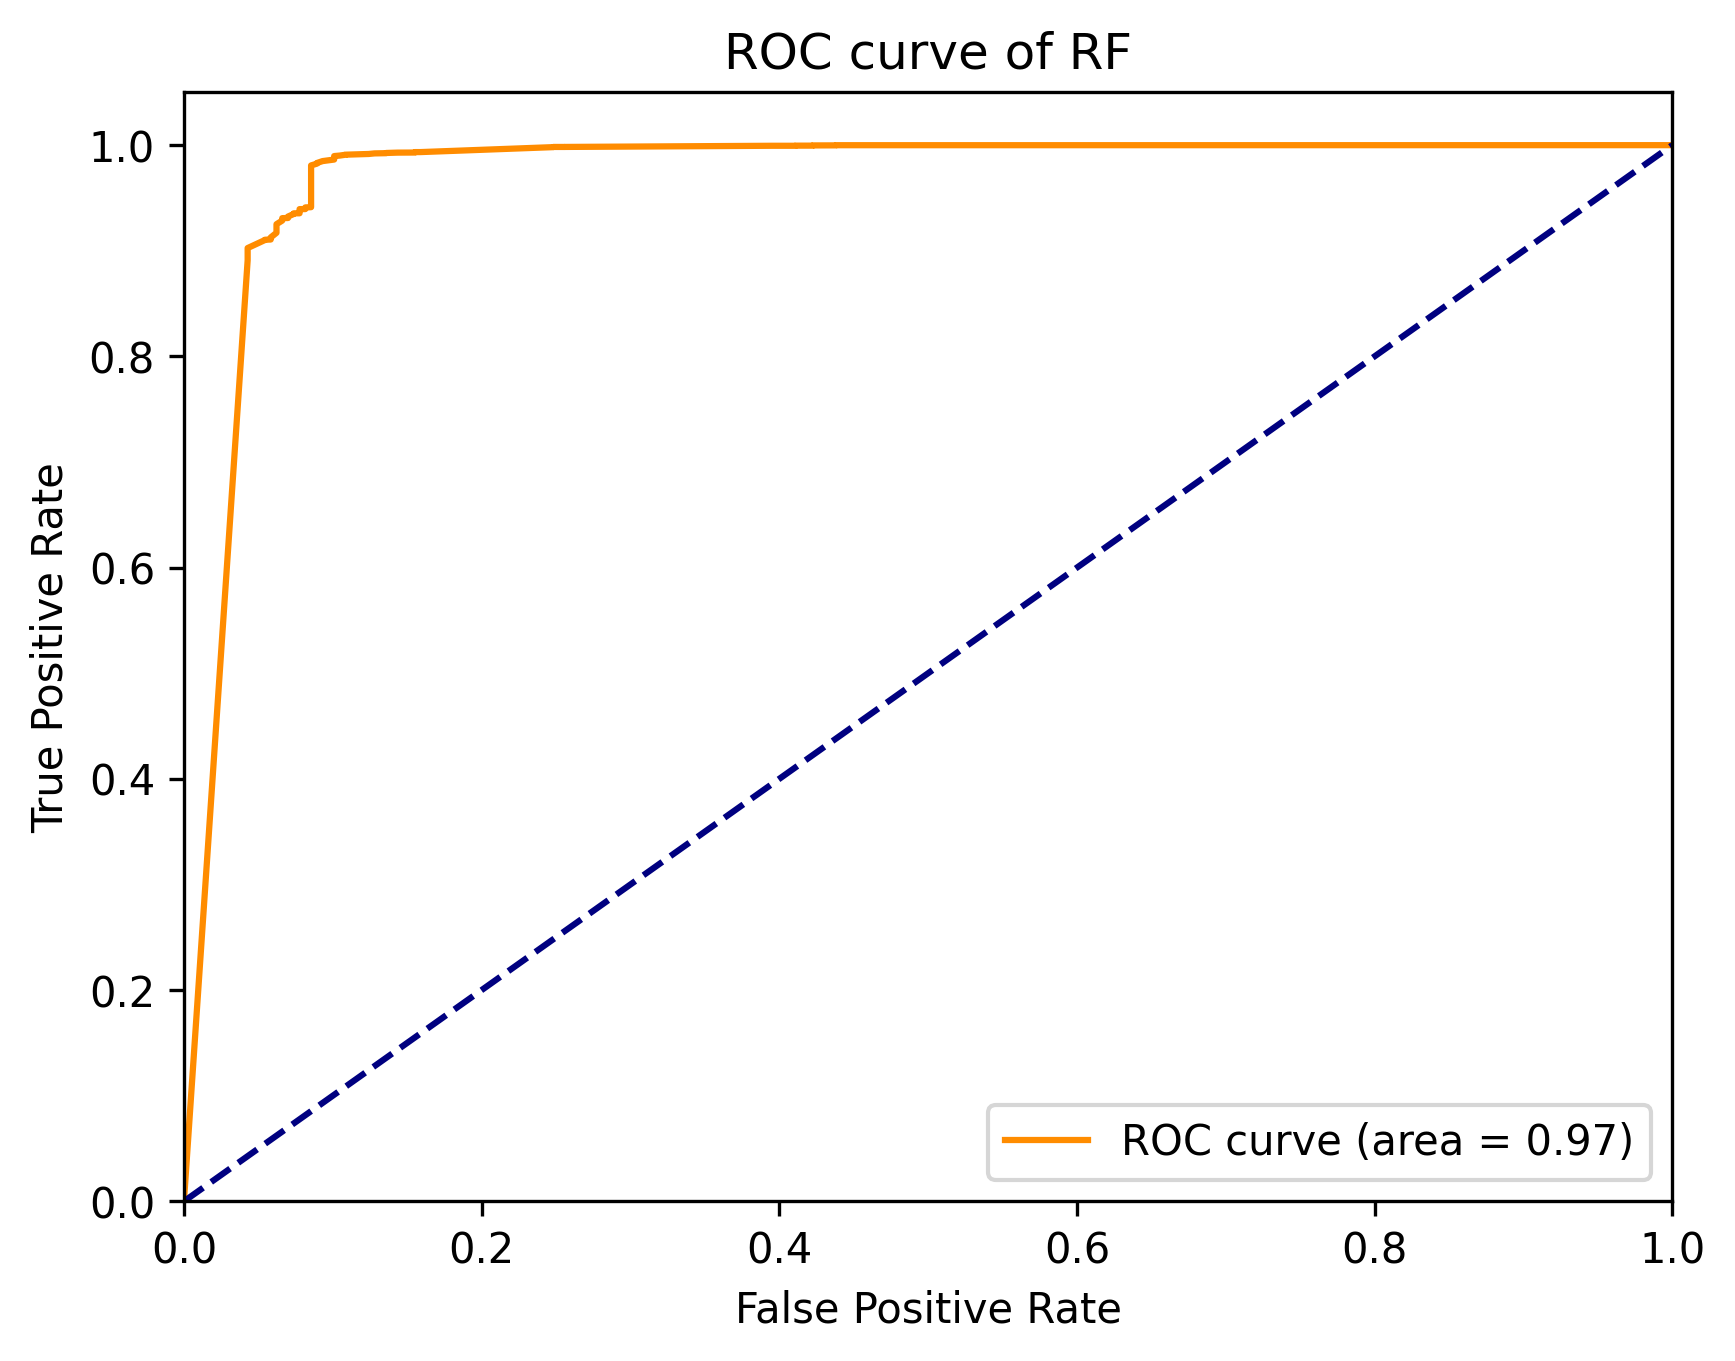 ROC curve of RF
True Positive Rate
1.0
0.8
0.6
0.4
0.2
0.0
ROC curve (area = 0.97)
0.0 0.2 0.4 0.6 0.8 1.0
False Positive Rate